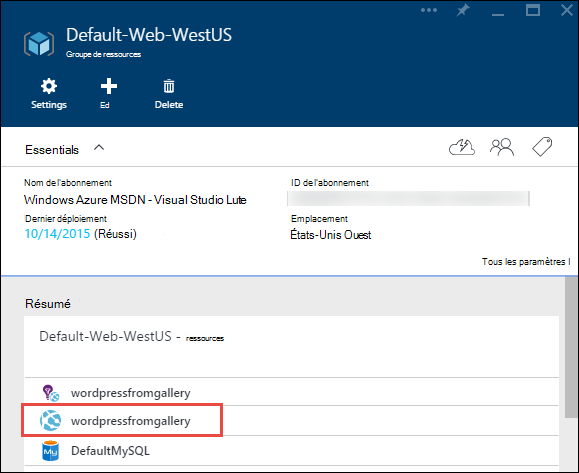 Default-Web-WestUS
Groupe de ressources
Settings
Ed
Delete
Essentials
Nom de l'abonnement
Windows Azure MSDN - Visual Studio Lute
ID de l'abonnement
Dernier déploiement
10/14/2015 (Réussi)
Emplacement
États-Unis Ouest
Tous les paramètres I
Résumé
Default-Web-WestUS - ressources
wordpressfromgallery
wordpressfromgallery
My
DefaultMySQL